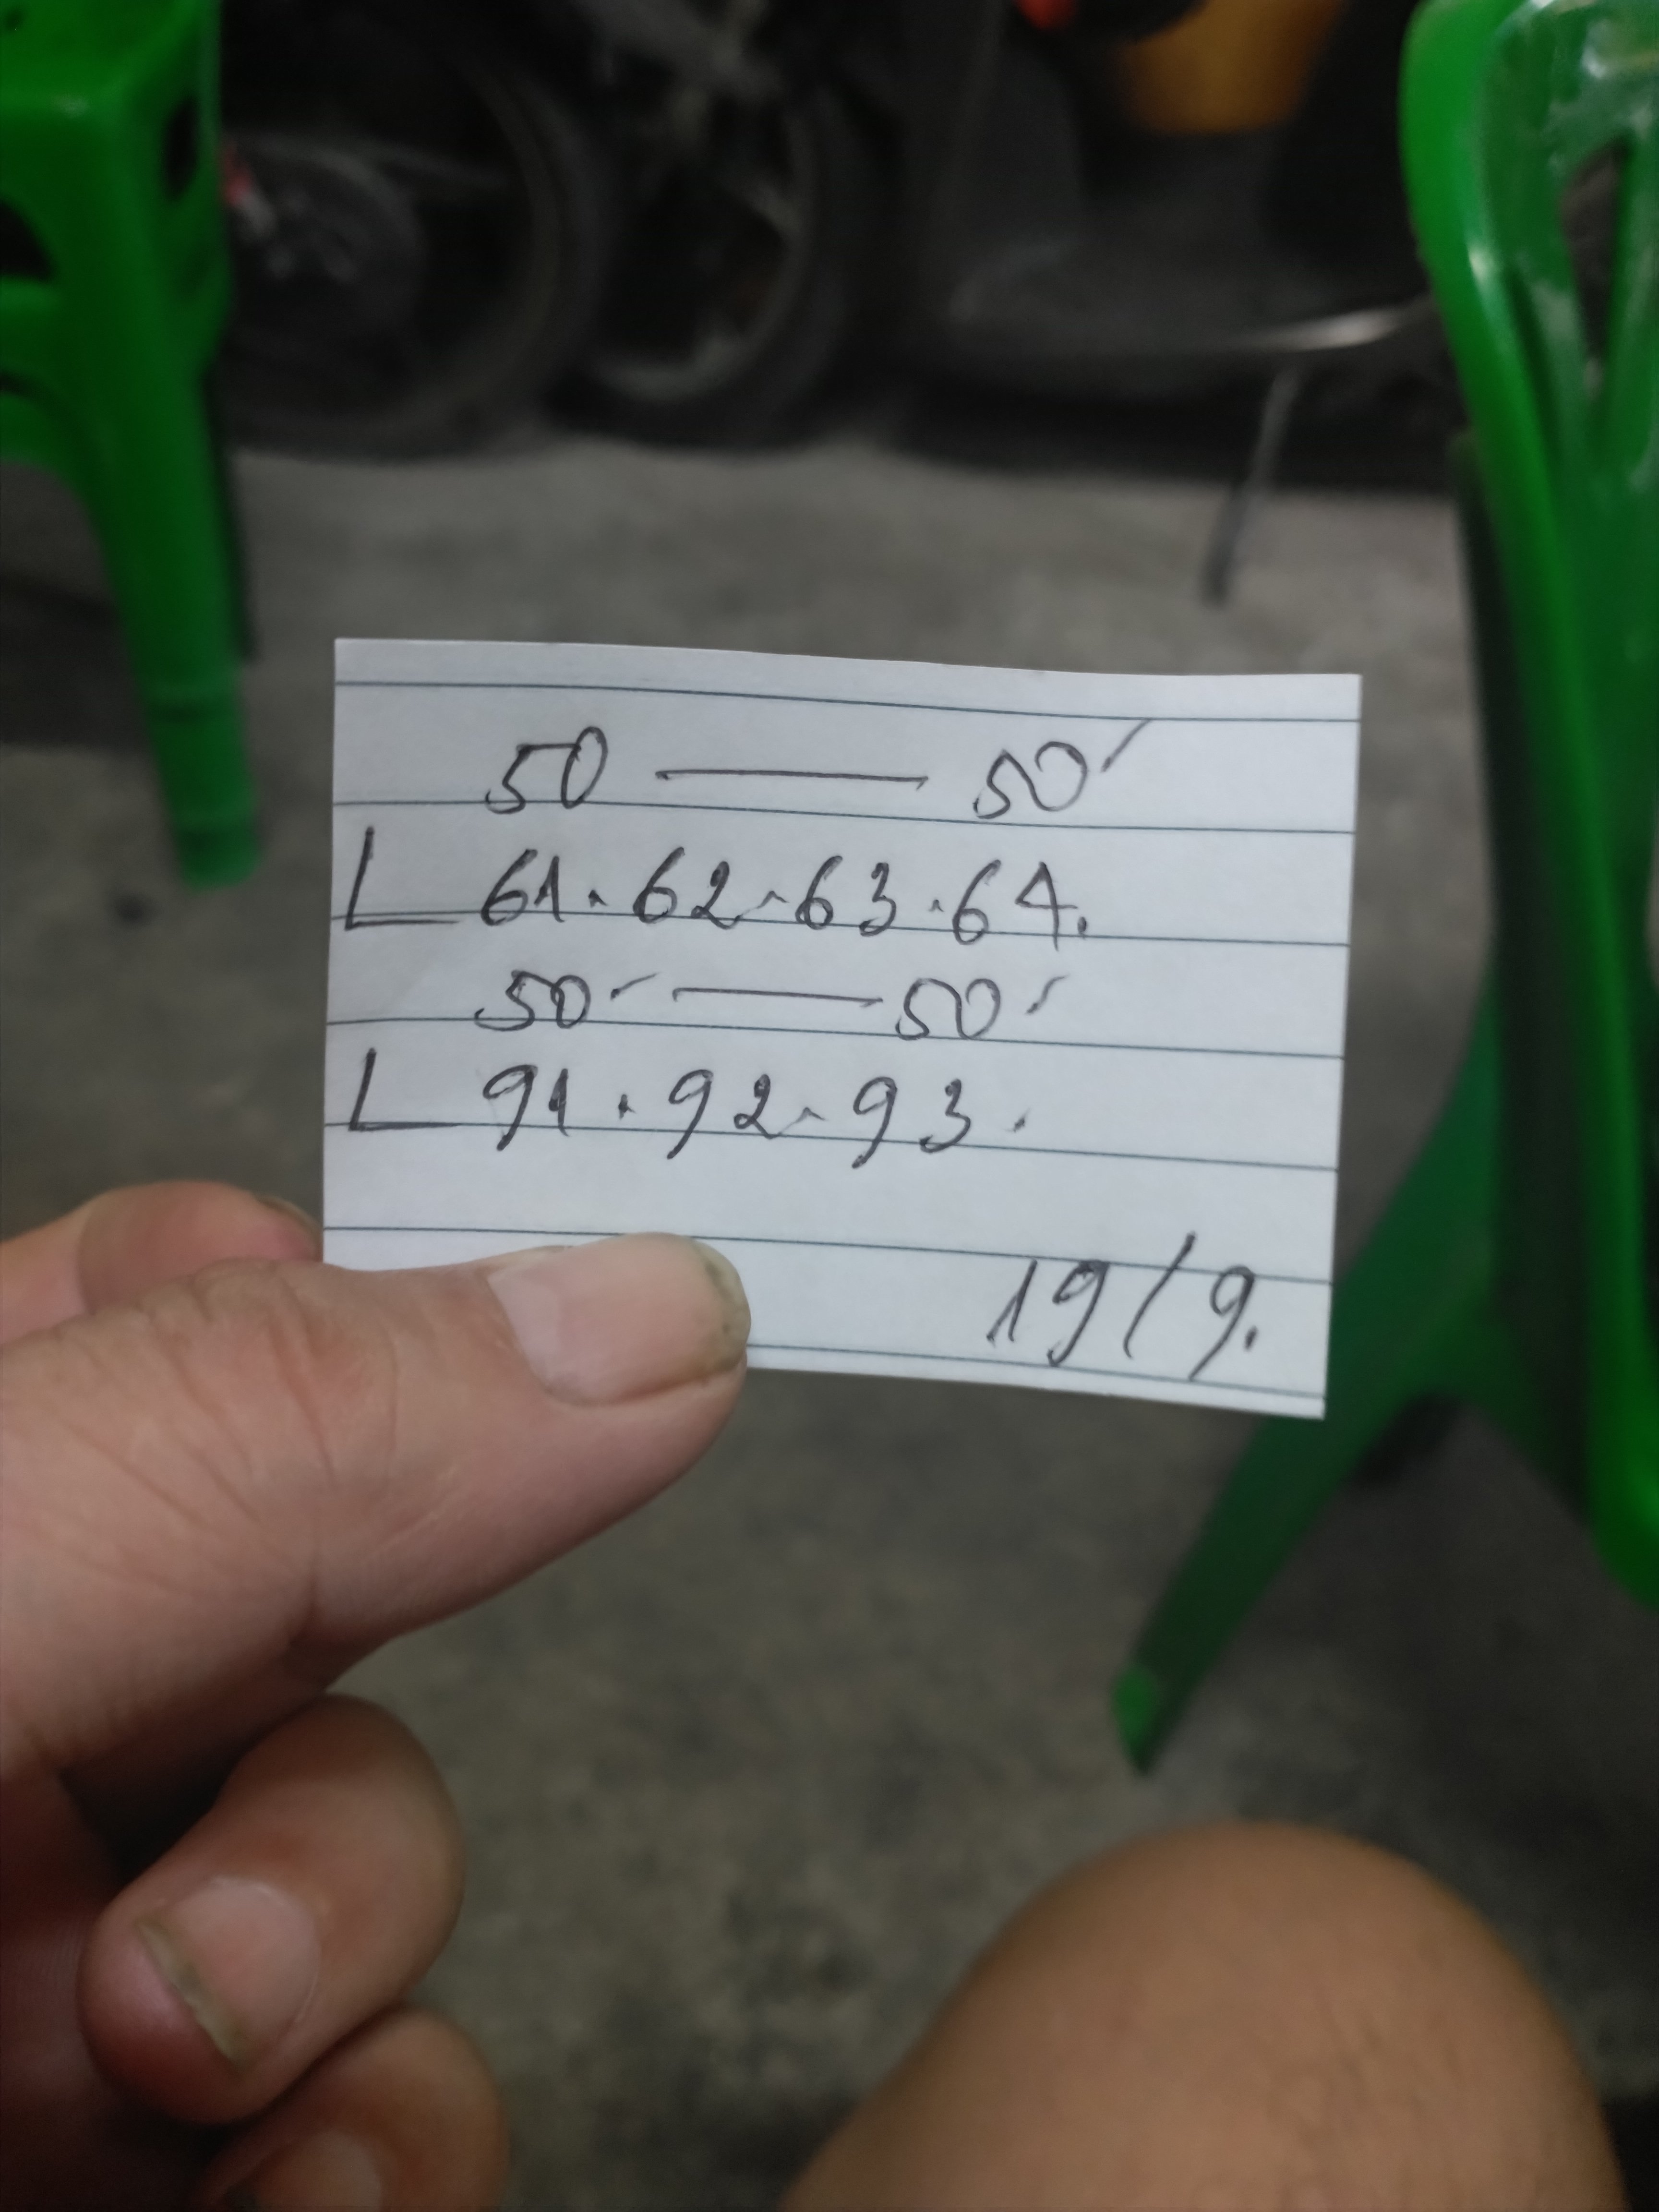 50 — 50'
L 61.62.63.64.
50' — 50'
L 91.92.93.
19/9.